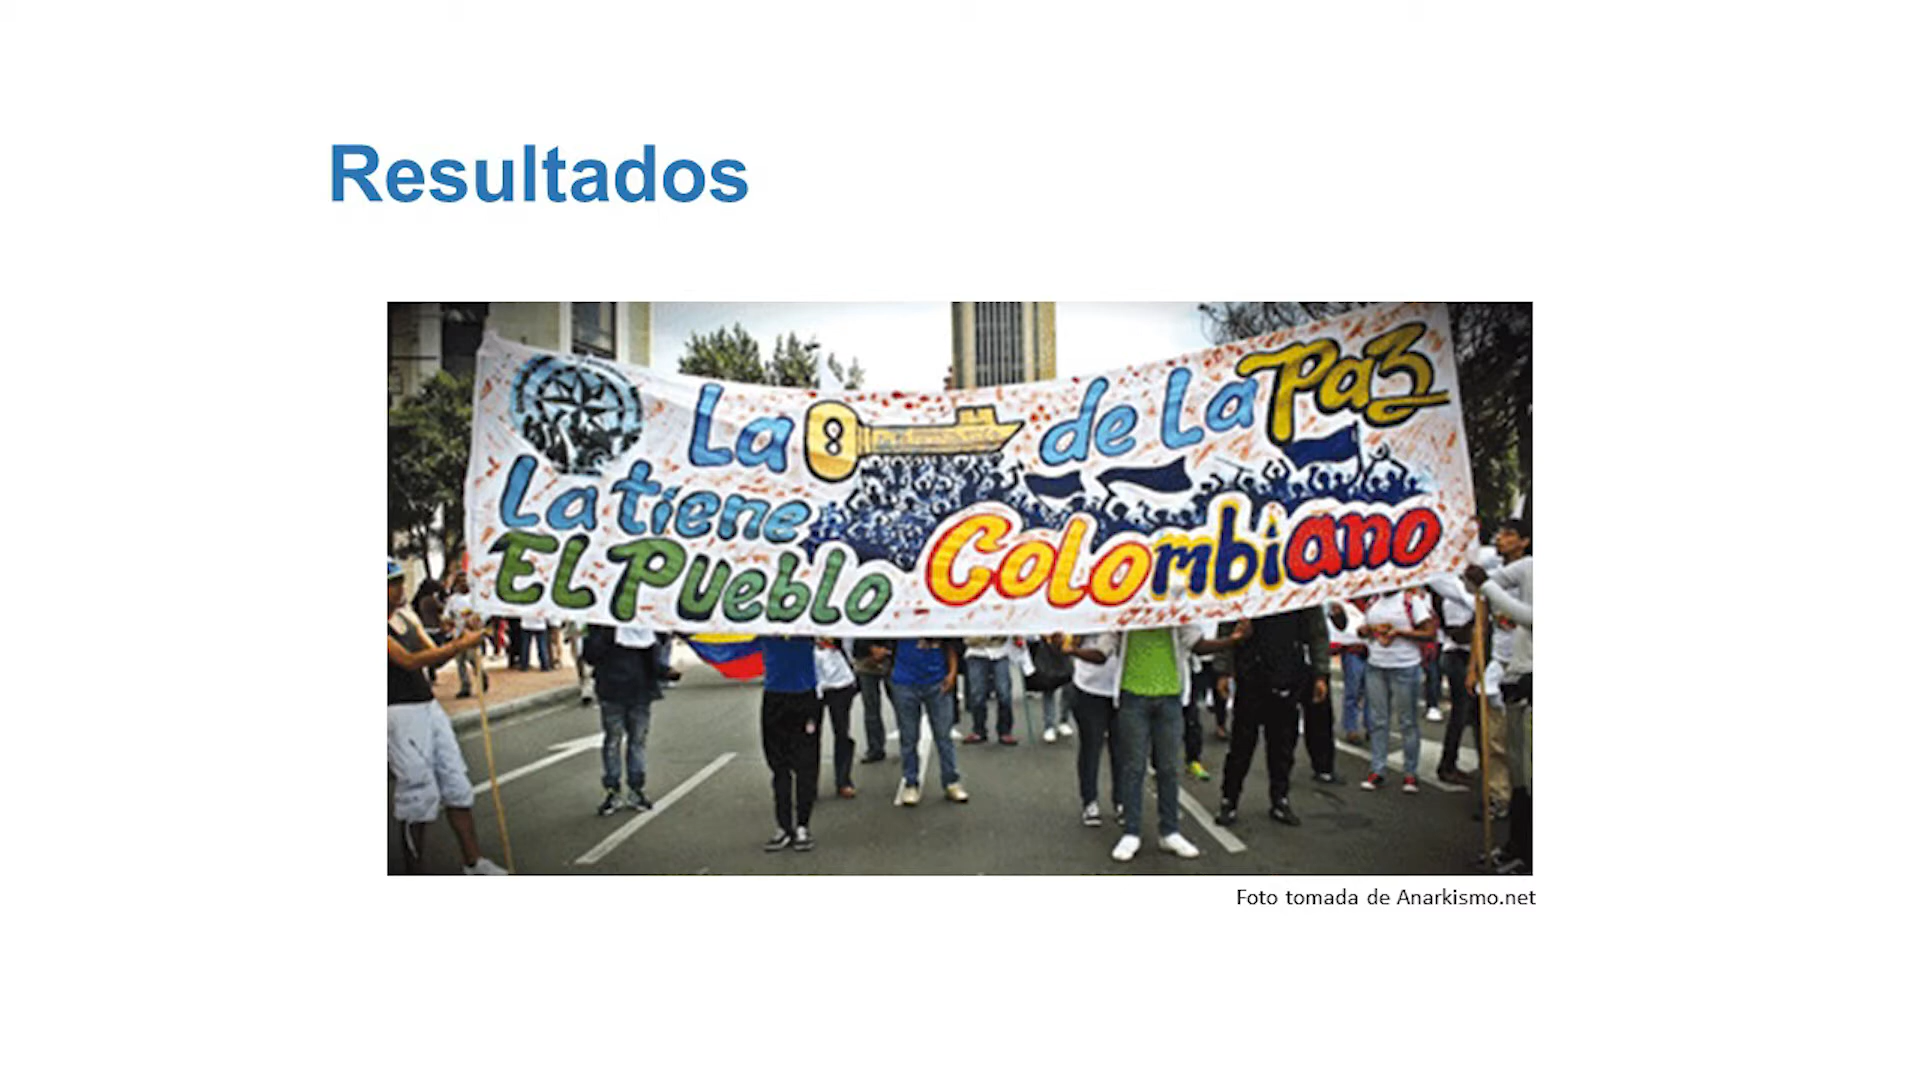 Resultados
La de La Paz
La tiene
EL Pueblo Colombiano
Foto tomada de Anarkismo.net